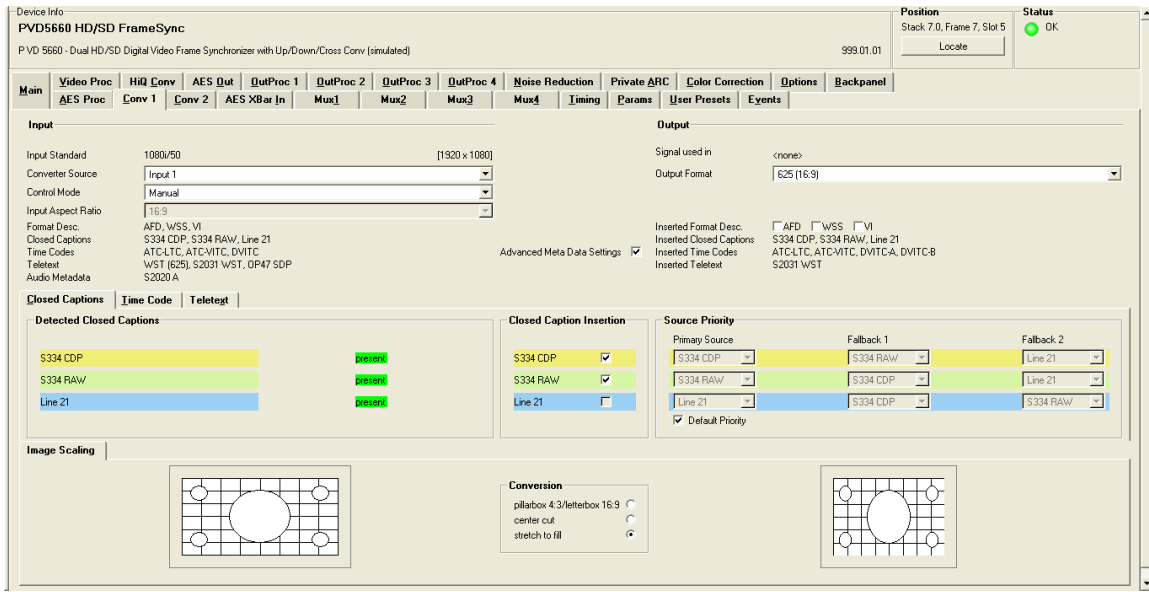 Device Info
PVD5660 HD/SD FrameSync
P VD 5660 - Dual HD/SD Digital Video Frame Synchronizer with Up/Down/Cross Conv (simulated)
999.01.01
Position
Stack 7.0, Frame 7, Slot 5
Locate
Status
OK
Main
Video Proc HiQ Conv AES Out OutProc 1 OutProc 2 OutProc 3 OutProc 4 Noise Reduction Private ARC Color Correction Options Backpanel
AES Proc Conv 1 Conv 2 AES XBar In Mux1 Mux2 Mux3 Mux4 Timing Params User Presets Events
Input
Input Standard 1080i/50 [1920 x 1080]
Converter Source Input 1
Control Mode Manual
Input Aspect Ratio 16:9
Format Desc. AFD, WSS, VI
Closed Captions S334 CDP, S334 RAW, Line 21
Time Codes ATC-LTC, ATC-VITC, DVITC
Teletext WST (625), S2031 WST, OP47 SDP
Audio Metadata S2020 A
Advanced Meta Data Settings
Output
Signal used in <none>
Output Format 625 (16:9)
Inserted Format Desc. AFD WSS VI
Inserted Closed Captions S334 CDP, S334 RAW, Line 21
Inserted Time Codes ATC-LTC, ATC-VITC, DVITC-A, DVITC-B
Inserted Teletext S2031 WST
Closed Captions Time Code Teletext
Detected Closed Captions
S334 CDP present
S334 RAW present
Line 21 present
Closed Caption Insertion
S334 CDP
S334 RAW
Line 21
Source Priority
Primary Source Fallback 1 Fallback 2
S334 CDP S334 RAW Line 21
S334 RAW S334 CDP Line 21
Line 21 S334 CDP S334 RAW
Default Priority
Image Scaling
Conversion
pillarbox 4:3/letterbox 16:9
center cut
stretch to fill